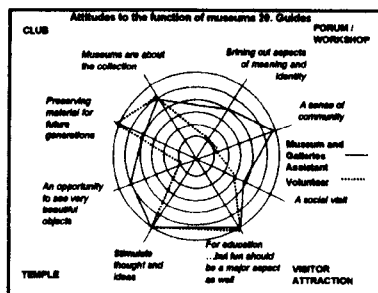 Attitudes to the function of museums 20. Guides
CLUB
FORUM /
WORKSHOP
Museums are about
the collection
Brining out aspects
of meaning and
identity
Preserving
material for
future
generations
A sense of
community
Museum and
Galleries
Assistant
Volunteer
An opportunity
to see very
beautiful
objects
A social visit
Stimulate
thought and
ideas
For education
...but fun should
be a major aspect
as well
TEMPLE
VISITOR
ATTRACTION